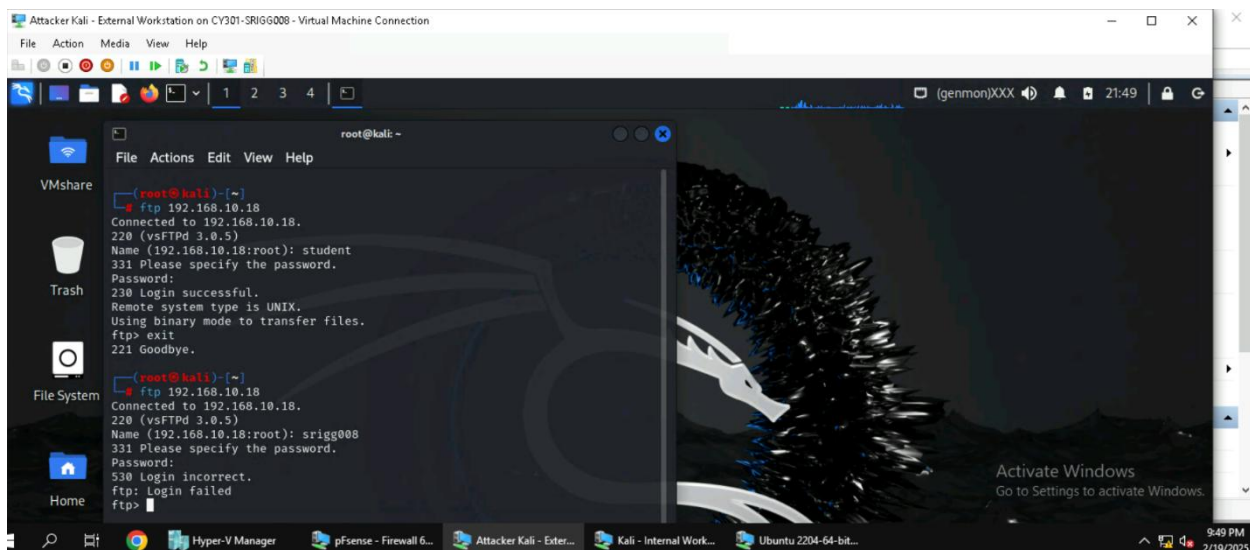 Attacker Kali - External Workstation on CY301-SRIGG008 - Virtual Machine Connection
File Action Media View Help
1 2 3 4
(genmon)XXX
21:49
root@kali: ~
File Actions Edit View Help
VMshare
Trash
File System
Home
┌──(root㉿kali)-[~]
└─# ftp 192.168.10.18
Connected to 192.168.10.18.
220 (vsFTPd 3.0.5)
Name (192.168.10.18:root): student
331 Please specify the password.
Password:
230 Login successful.
Remote system type is UNIX.
Using binary mode to transfer files.
ftp> exit
221 Goodbye.
┌──(root㉿kali)-[~]
└─# ftp 192.168.10.18
Connected to 192.168.10.18.
220 (vsFTPd 3.0.5)
Name (192.168.10.18:root): srigg008
331 Please specify the password.
Password:
530 Login incorrect.
ftp: Login failed
ftp>
Activate Windows
Go to Settings to activate Windows.
Hyper-V Manager
pFsense - Firewall 6...
Attacker Kali - Exter...
Kali - Internal Work...
Ubuntu 2204-64-bit...
9:49 PM
2/19/2025